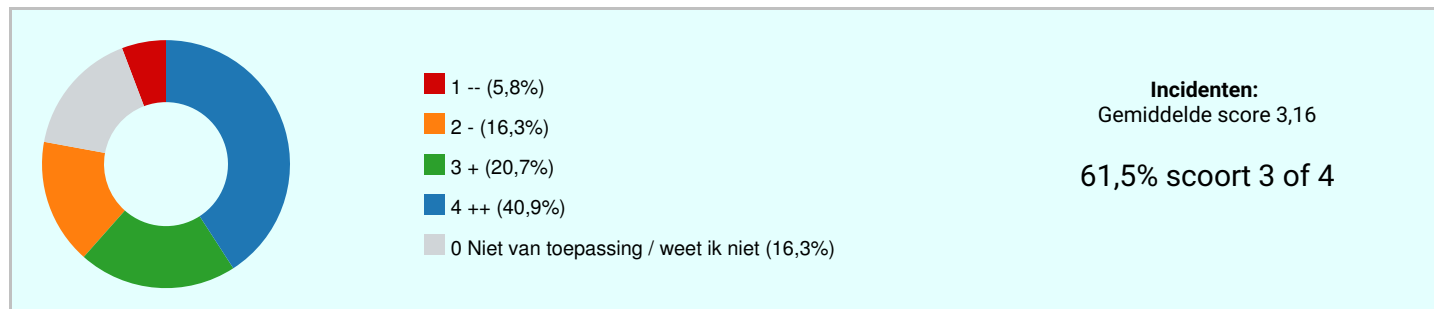 1 -- (5,8%)
2 - (16,3%)
3 + (20,7%)
4 ++ (40,9%)
0 Niet van toepassing / weet ik niet (16,3%)
Incidenten:
Gemiddelde score 3,16
61,5% scoort 3 of 4